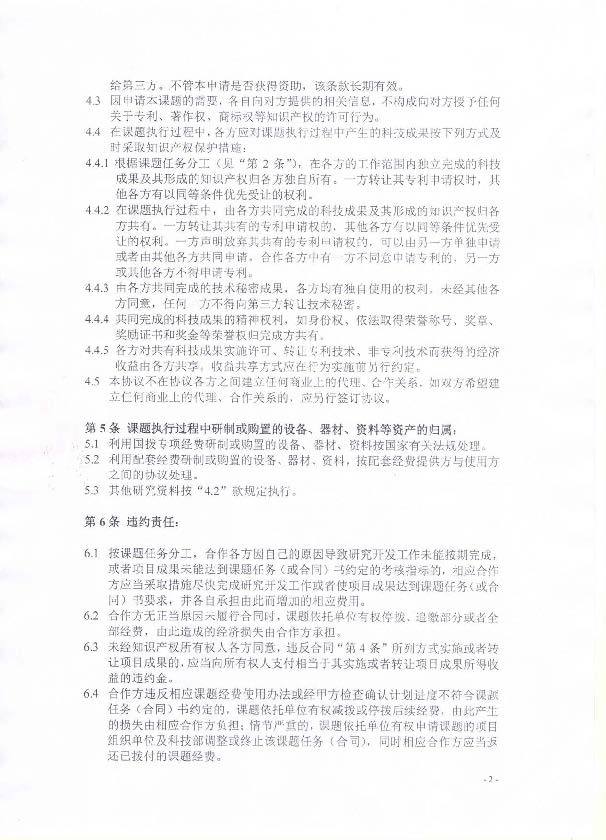 给第三方。不管本申请是否获得资助，该条款长期有效。
4.3 因申请本课题的需要，各自向对方提供的相关信息，不构成向对方授予任何
关于专利、著作权、商标权等知识产权的许可行为。
4.4 在课题执行过程中，各方应对课题执行过程中产生的科技成果按下列方式及
时采取知识产权保护措施：
4.4.1 根据课题任务分工（见“第 2 条”），在各方的工作范围内独立完成的科技
成果及其形成的知识产权归各方独自所有。一方转让其专利申请权时，其
他各方有以同等条件优先受让的权利。
4.4.2 在课题执行过程中，由各方共同完成的科技成果及其形成的知识产权归各
方共有。一方转让其共有的专利申请权的，其他各方有以同等条件优先受
让的权利。一方声明放弃其共有的专利申请权的，可以由另一方单独申请
或者由其他各方共同申请。合作各方中有一方不同意申请专利的，另一方
或其他各方不得申请专利。
4.4.3 由各方共同完成的技术秘密成果，各方均有独自使用的权利。未经其他各
方同意，任何一方不得向第三方转让技术秘密。
4.4.4 共同完成的科技成果的精神权利，如身份权、依法取得荣誉称号、奖章、
奖励证书和奖金等荣誉权归完成方共有。
4.4.5 各方对共有科技成果实施许可、转让专利技术、非专利技术而获得的经济
收益由各方共享。收益共享方式应在行为实施前另行约定。
4.5 本协议不在协议各方之间建立任何商业上的代理、合作关系。如双方希望建
立任何商业上的代理、合作关系的，应另行签订协议。
第 5 条 课题执行过程中研制或购置的设备、器材、资料等资产的归属：
5.1 利用国拨专项经费研制或购置的设备、器材、资料按国家有关法规处理。
5.2 利用配套经费研制或购置的设备、器材、资料，按配套经费提供方与使用方
之间的协议处理。
5.3 其他研究资料按“4.2”款规定执行。
第 6 条 违约责任：
6.1 按课题任务分工，合作各方因自己的原因导致研究开发工作未能按期完成，
或者项目成果未能达到课题任务（或合同）书约定的考核指标的，相应合作
方应当采取措施尽快完成研究开发工作或者使项目成果达到课题任务（或合
同）书要求，并各自承担由此而增加的相应费用。
6.2 合作方无正当原因未履行合同时，课题依托单位有权停拨、追缴部分或者全
部经费，由此造成的经济损失由合作方承担。
6.3 未经知识产权所有权人各方同意，违反合同“第 4 条”所列方式实施或者转
让项目成果的，应当向所有权人支付相当于其实施或者转让项目成果所得收
益的违约金。
6.4 合作方违反相应课题经费使用办法或经甲方检查确认计划进度不符合课题
任务（合同）书约定的，课题依托单位有权减拨或停拨后续经费，由此产生
的损失由相应合作方负担；情节严重的，课题依托单位有权申请课题的项目
组织单位及科技部调整或终止该课题任务（合同），同时相应合作方应当返
还已拨付的课题经费。
- 2 -